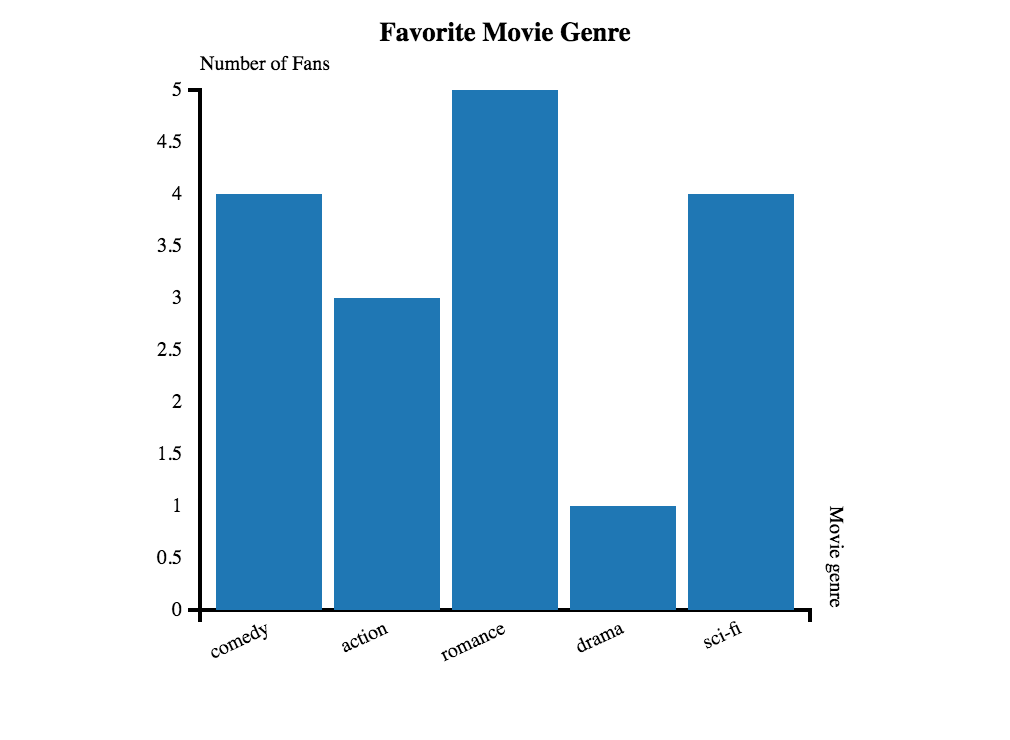 Favorite Movie Genre
Number of Fans
5
4.5
4
3.5
3
2.5
2
1.5
1
0.5
0
comedy
action
romance
drama
sci-fi
Movie genre